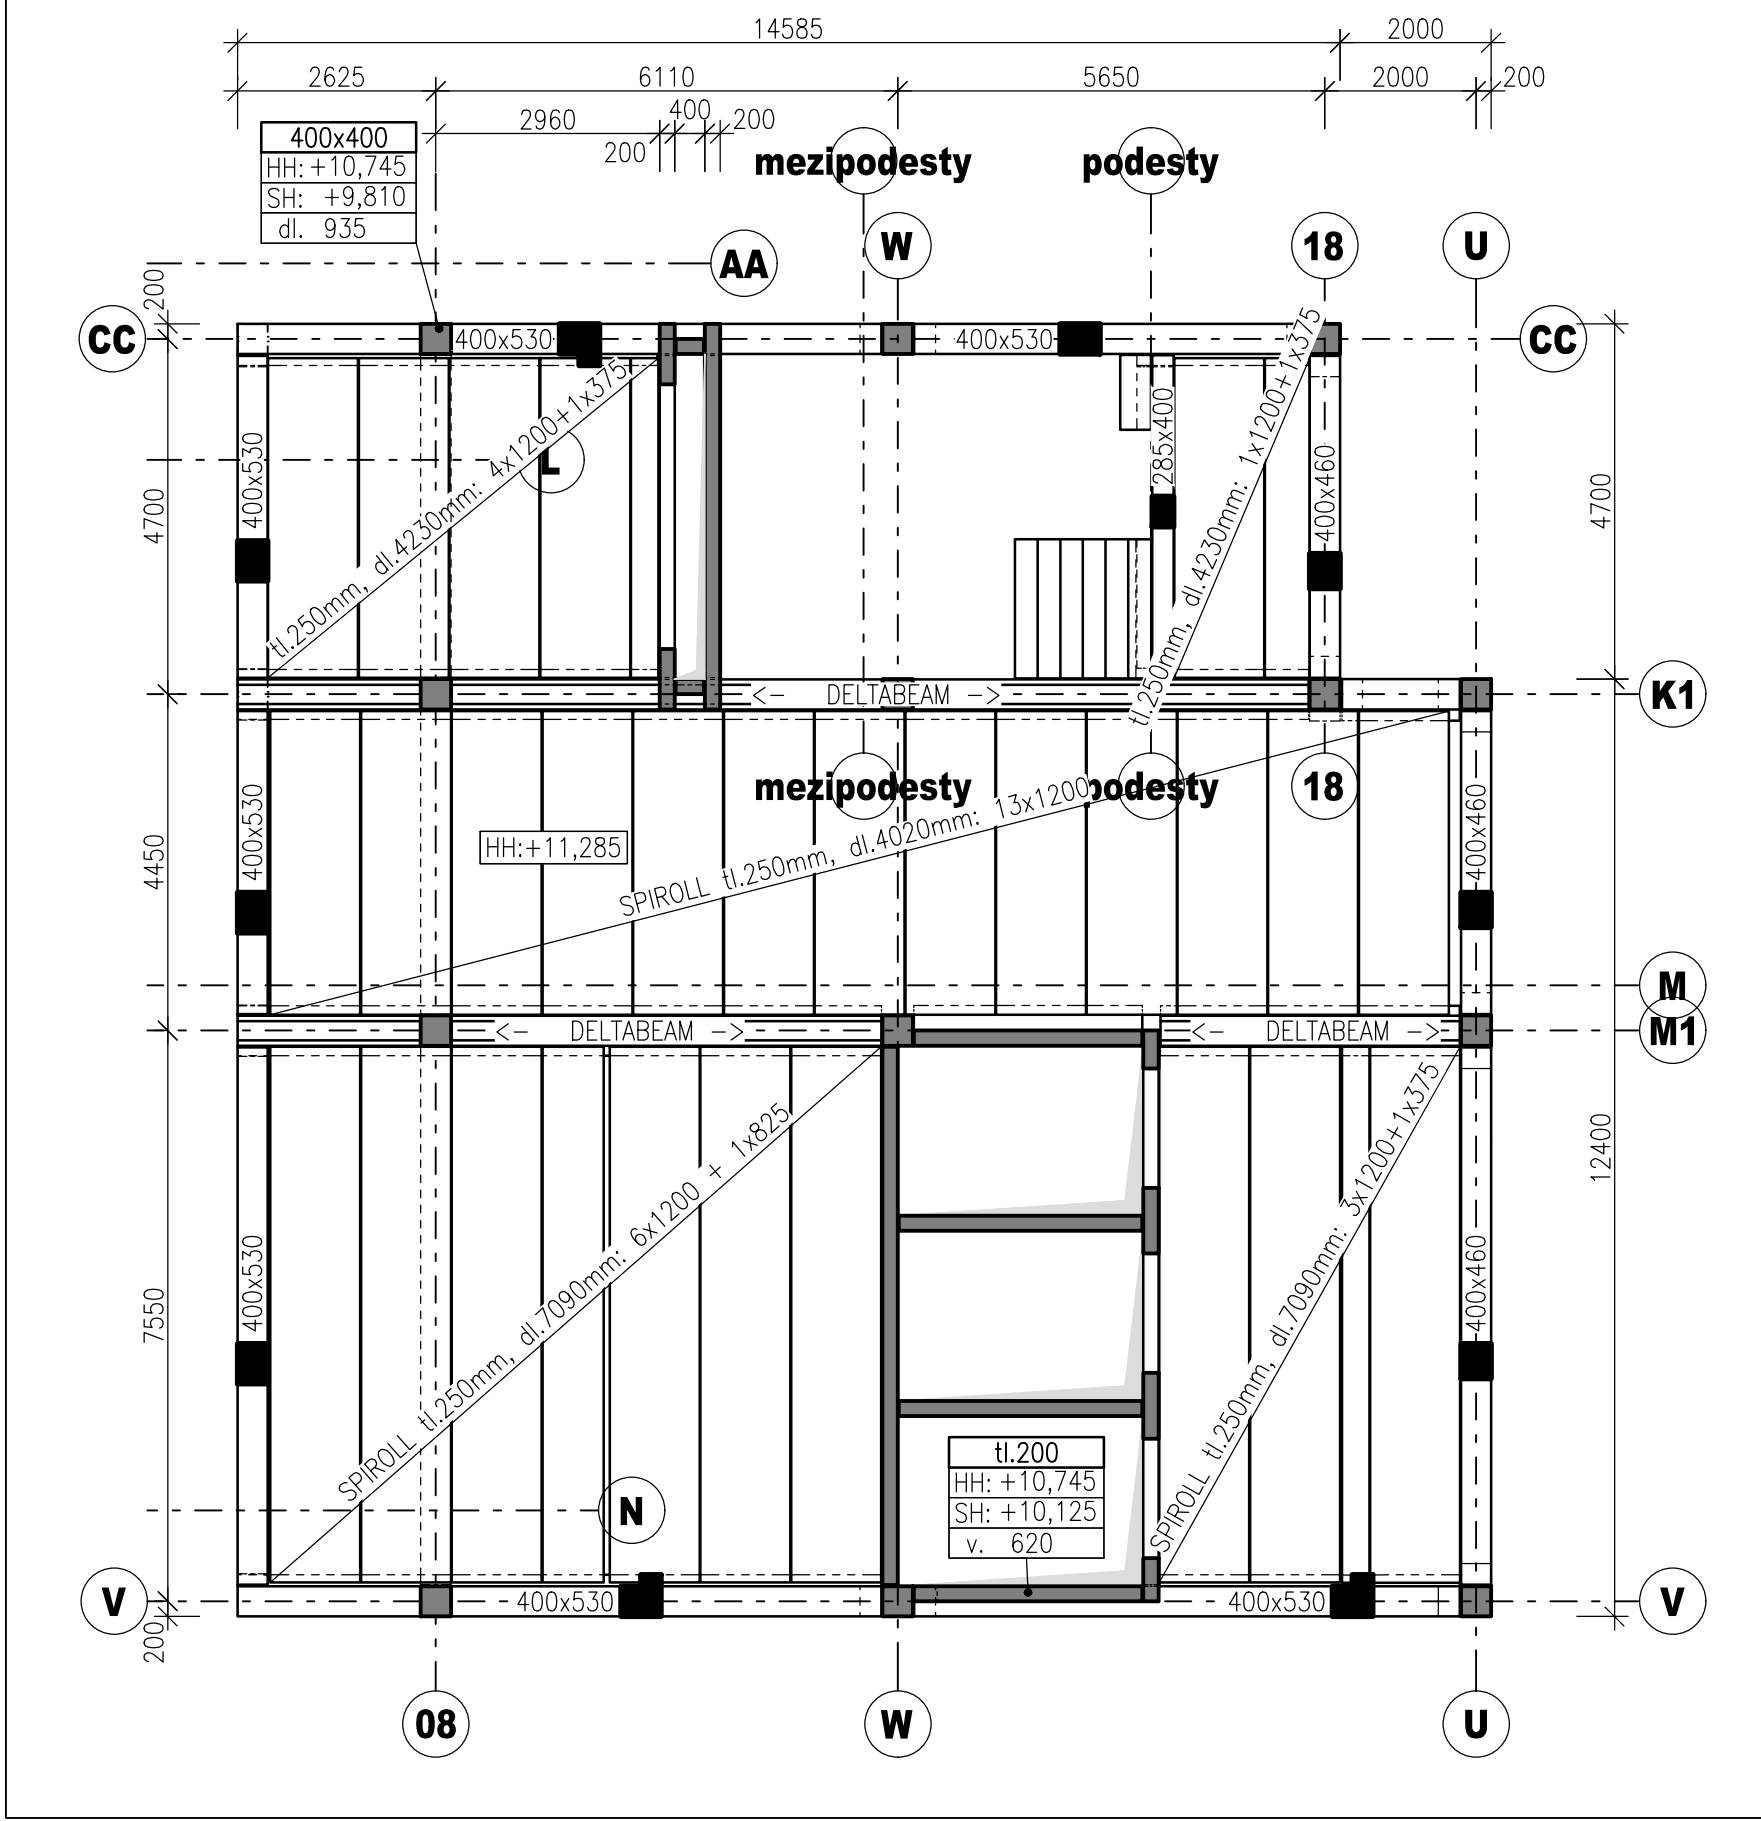 14585
2000
2625
6110
5650
2000
200
2960
400
200
200
400x400
HH: +10,745
SH: +9,810
dl. 935
mezipodesty
podesty
W
18
U
AA
200
CC
400x530
400x530
CC
tl.250mm, dl.4230mm: 4x1200+1x375
L
400x530
285x400
tl.250mm, dl.4230mm: 1x1200+1x375
400x460
4700
4700
<- DELTABEAM ->
K1
mezipodesty
podesty
18
HH:+11,285
SPIROLL tl.250mm, dl.4020mm: 13x1200
400x530
400x460
4450
M
<- DELTABEAM ->
<- DELTABEAM ->
M1
SPIROLL tl.250mm, dl.7090mm: 6x1200 + 1x825
SPIROLL tl.250mm, dl.7090mm: 3x1200+1x375
12400
400x530
400x460
7550
tl.200
HH: +10,745
SH: +10,125
v. 620
N
V
400x530
400x530
V
200
08
W
U